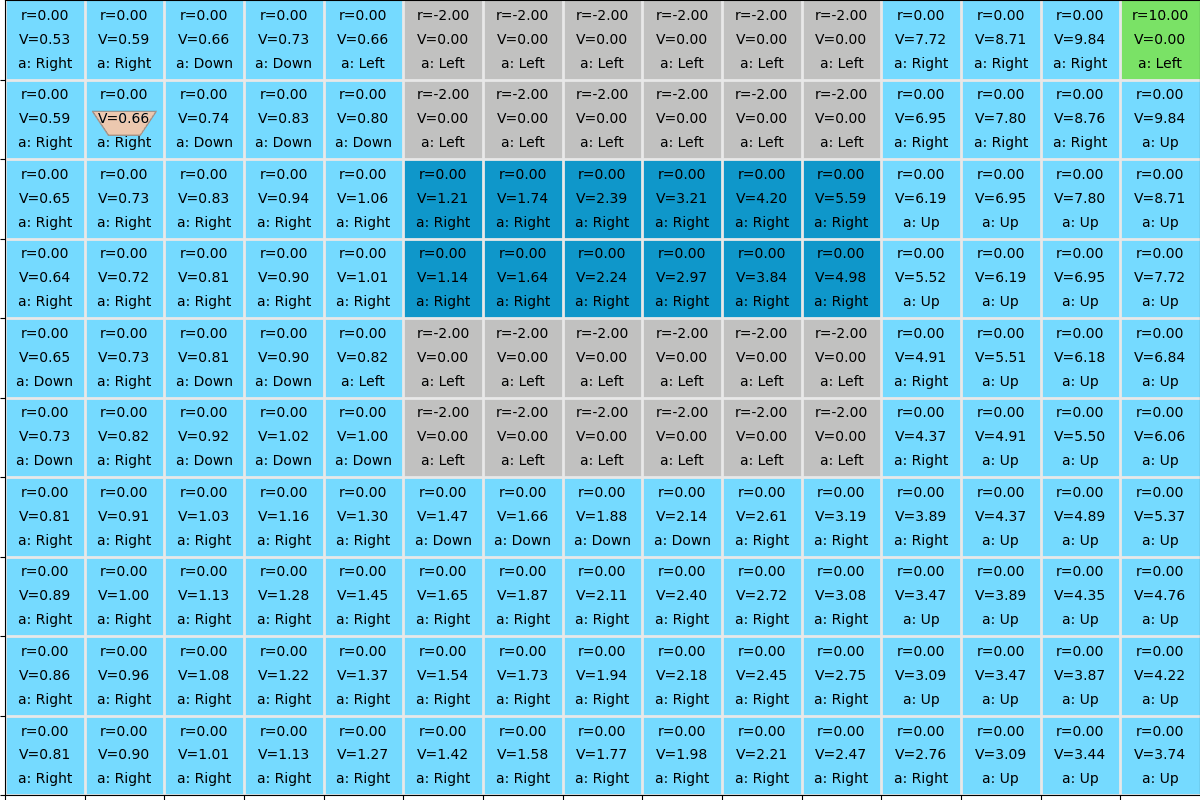 r=0.00 r=0.00 r=0.00 r=0.00 r=0.00 r=-2.00 r=-2.00 r=-2.00 r=-2.00 r=-2.00 r=-2.00 r=0.00 r=0.00 r=0.00 r=10.00
V=0.53 V=0.59 V=0.66 V=0.73 V=0.66 V=0.00 V=0.00 V=0.00 V=0.00 V=0.00 V=0.00 V=7.72 V=8.71 V=9.84 V=0.00
a: Right a: Right a: Down a: Down a: Left a: Left a: Left a: Left a: Left a: Left a: Left a: Right a: Right a: Right a: Left
r=0.00 r=0.00 r=0.00 r=0.00 r=0.00 r=-2.00 r=-2.00 r=-2.00 r=-2.00 r=-2.00 r=-2.00 r=0.00 r=0.00 r=0.00 r=0.00
V=0.59 V=0.66 V=0.74 V=0.83 V=0.80 V=0.00 V=0.00 V=0.00 V=0.00 V=0.00 V=0.00 V=6.95 V=7.80 V=8.76 V=9.84
a: Right a: Right a: Down a: Down a: Down a: Left a: Left a: Left a: Left a: Left a: Left a: Right a: Right a: Right a: Up
r=0.00 r=0.00 r=0.00 r=0.00 r=0.00 r=0.00 r=0.00 r=0.00 r=0.00 r=0.00 r=0.00 r=0.00 r=0.00 r=0.00 r=0.00
V=0.65 V=0.73 V=0.83 V=0.94 V=1.06 V=1.21 V=1.74 V=2.39 V=3.21 V=4.20 V=5.59 V=6.19 V=6.95 V=7.80 V=8.71
a: Right a: Right a: Right a: Right a: Right a: Right a: Right a: Right a: Right a: Right a: Right a: Up a: Up a: Up a: Up
r=0.00 r=0.00 r=0.00 r=0.00 r=0.00 r=0.00 r=0.00 r=0.00 r=0.00 r=0.00 r=0.00 r=0.00 r=0.00 r=0.00 r=0.00
V=0.64 V=0.72 V=0.81 V=0.90 V=1.01 V=1.14 V=1.64 V=2.24 V=2.97 V=3.84 V=4.98 V=5.52 V=6.19 V=6.95 V=7.72
a: Right a: Right a: Right a: Right a: Right a: Right a: Right a: Right a: Right a: Right a: Right a: Up a: Up a: Up a: Up
r=0.00 r=0.00 r=0.00 r=0.00 r=0.00 r=-2.00 r=-2.00 r=-2.00 r=-2.00 r=-2.00 r=-2.00 r=0.00 r=0.00 r=0.00 r=0.00
V=0.65 V=0.73 V=0.81 V=0.90 V=0.82 V=0.00 V=0.00 V=0.00 V=0.00 V=0.00 V=0.00 V=4.91 V=5.51 V=6.18 V=6.84
a: Down a: Right a: Down a: Down a: Left a: Left a: Left a: Left a: Left a: Left a: Left a: Right a: Up a: Up a: Up
r=0.00 r=0.00 r=0.00 r=0.00 r=0.00 r=-2.00 r=-2.00 r=-2.00 r=-2.00 r=-2.00 r=-2.00 r=0.00 r=0.00 r=0.00 r=0.00
V=0.73 V=0.82 V=0.92 V=1.02 V=1.00 V=0.00 V=0.00 V=0.00 V=0.00 V=0.00 V=0.00 V=4.37 V=4.91 V=5.50 V=6.06
a: Down a: Right a: Down a: Down a: Down a: Left a: Left a: Left a: Left a: Left a: Left a: Right a: Up a: Up a: Up
r=0.00 r=0.00 r=0.00 r=0.00 r=0.00 r=0.00 r=0.00 r=0.00 r=0.00 r=0.00 r=0.00 r=0.00 r=0.00 r=0.00 r=0.00
V=0.81 V=0.91 V=1.03 V=1.16 V=1.30 V=1.47 V=1.66 V=1.88 V=2.14 V=2.61 V=3.19 V=3.89 V=4.37 V=4.89 V=5.37
a: Right a: Right a: Right a: Right a: Right a: Down a: Down a: Down a: Down a: Right a: Right a: Right a: Up a: Up a: Up
r=0.00 r=0.00 r=0.00 r=0.00 r=0.00 r=0.00 r=0.00 r=0.00 r=0.00 r=0.00 r=0.00 r=0.00 r=0.00 r=0.00 r=0.00
V=0.89 V=1.00 V=1.13 V=1.28 V=1.45 V=1.65 V=1.87 V=2.11 V=2.40 V=2.72 V=3.08 V=3.47 V=3.89 V=4.35 V=4.76
a: Right a: Right a: Right a: Right a: Right a: Right a: Right a: Right a: Right a: Right a: Right a: Up a: Up a: Up a: Up
r=0.00 r=0.00 r=0.00 r=0.00 r=0.00 r=0.00 r=0.00 r=0.00 r=0.00 r=0.00 r=0.00 r=0.00 r=0.00 r=0.00 r=0.00
V=0.86 V=0.96 V=1.08 V=1.22 V=1.37 V=1.54 V=1.73 V=1.94 V=2.18 V=2.45 V=2.75 V=3.09 V=3.47 V=3.87 V=4.22
a: Right a: Right a: Right a: Right a: Right a: Right a: Right a: Right a: Right a: Right a: Right a: Up a: Up a: Up a: Up
r=0.00 r=0.00 r=0.00 r=0.00 r=0.00 r=0.00 r=0.00 r=0.00 r=0.00 r=0.00 r=0.00 r=0.00 r=0.00 r=0.00 r=0.00
V=0.81 V=0.90 V=1.01 V=1.13 V=1.27 V=1.42 V=1.58 V=1.77 V=1.98 V=2.21 V=2.47 V=2.76 V=3.09 V=3.44 V=3.74
a: Right a: Right a: Right a: Right a: Right a: Right a: Right a: Right a: Right a: Right a: Right a: Right a: Up a: Up a: Up